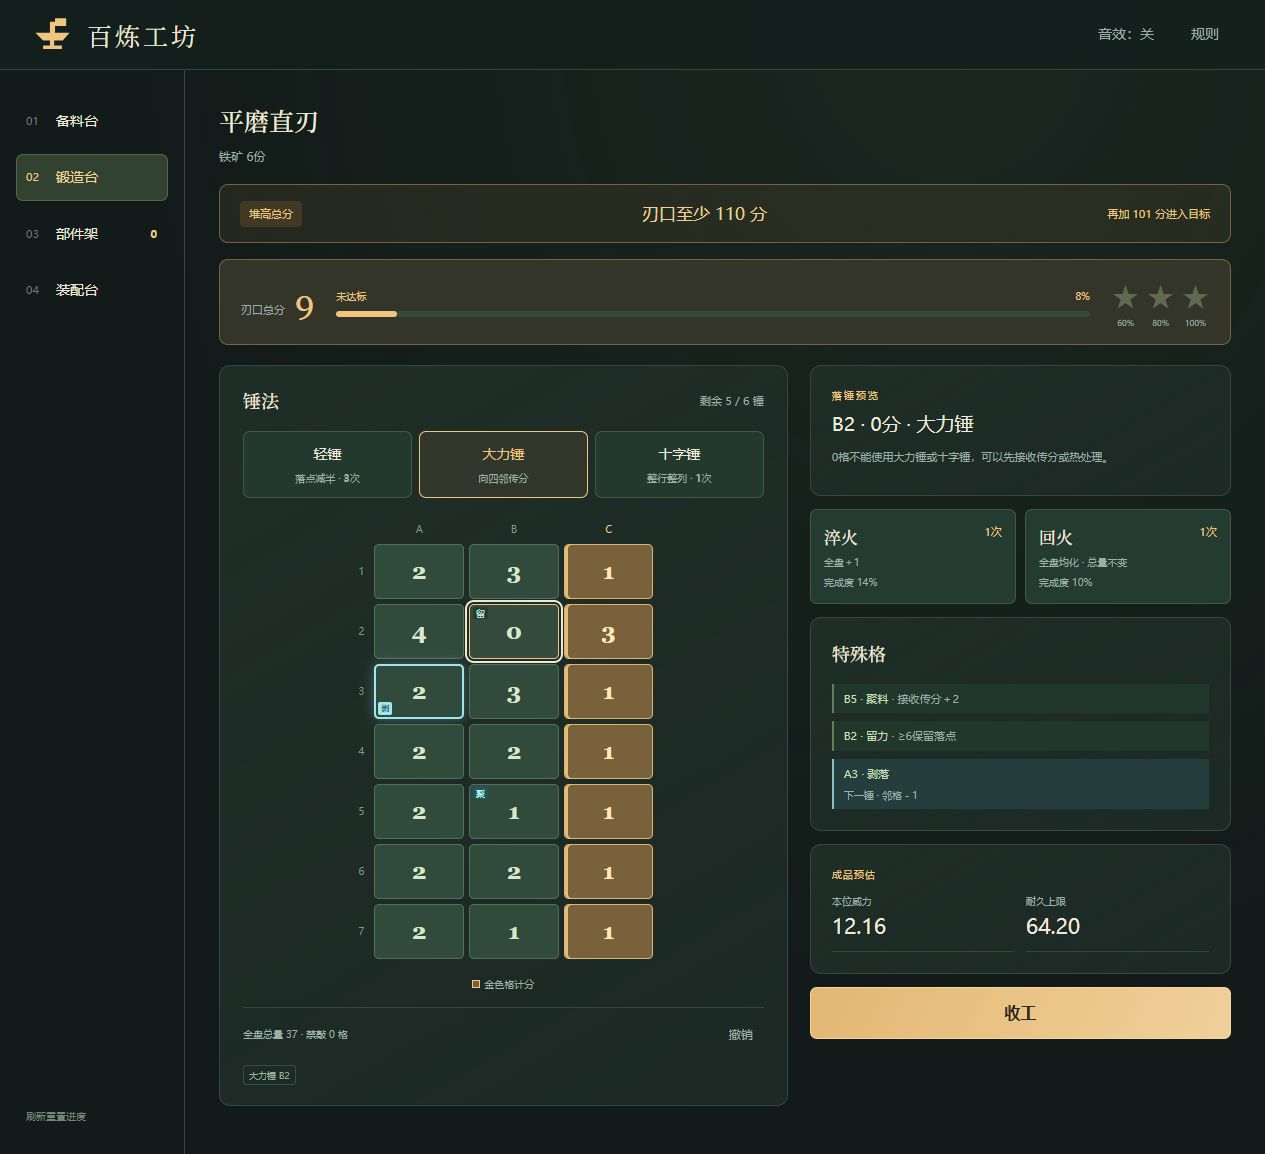 百炼工坊
音效：关
规则
01 备料台
02 锻造台
03 部件架 0
04 装配台
刷新重置进度
平磨直刃
铁矿 6份
堆高总分
刃口至少 110 分
再加 101 分进入目标
刃口总分 9
未达标
8%
60% 80% 100%
锤法
剩余 5 / 6 锤
轻锤
落点减半 · 3次
大力锤
向四邻传分
十字锤
整行整列 · 1次
A B C
1 2 3 1
2 4 留 0 3
3 2 剥 3 1
4 2 2 1
5 2 聚 1 1
6 2 2 1
7 2 1 1
金色格计分
全盘总量 37 · 禁敲 0 格
撤销
大力锤 B2
落锤预览
B2 · 0分 · 大力锤
0格不能使用大力锤或十字锤，可以先接收传分或热处理。
淬火 1次
全盘 + 1
完成度 14%
回火 1次
全盘均化 · 总量不变
完成度 10%
特殊格
B5 · 聚料 · 接收传分 + 2
B2 · 留力 · ≥6保留落点
A3 · 剥落
下一锤 · 邻格 - 1
成品预估
本位威力
12.16
耐久上限
64.20
收工